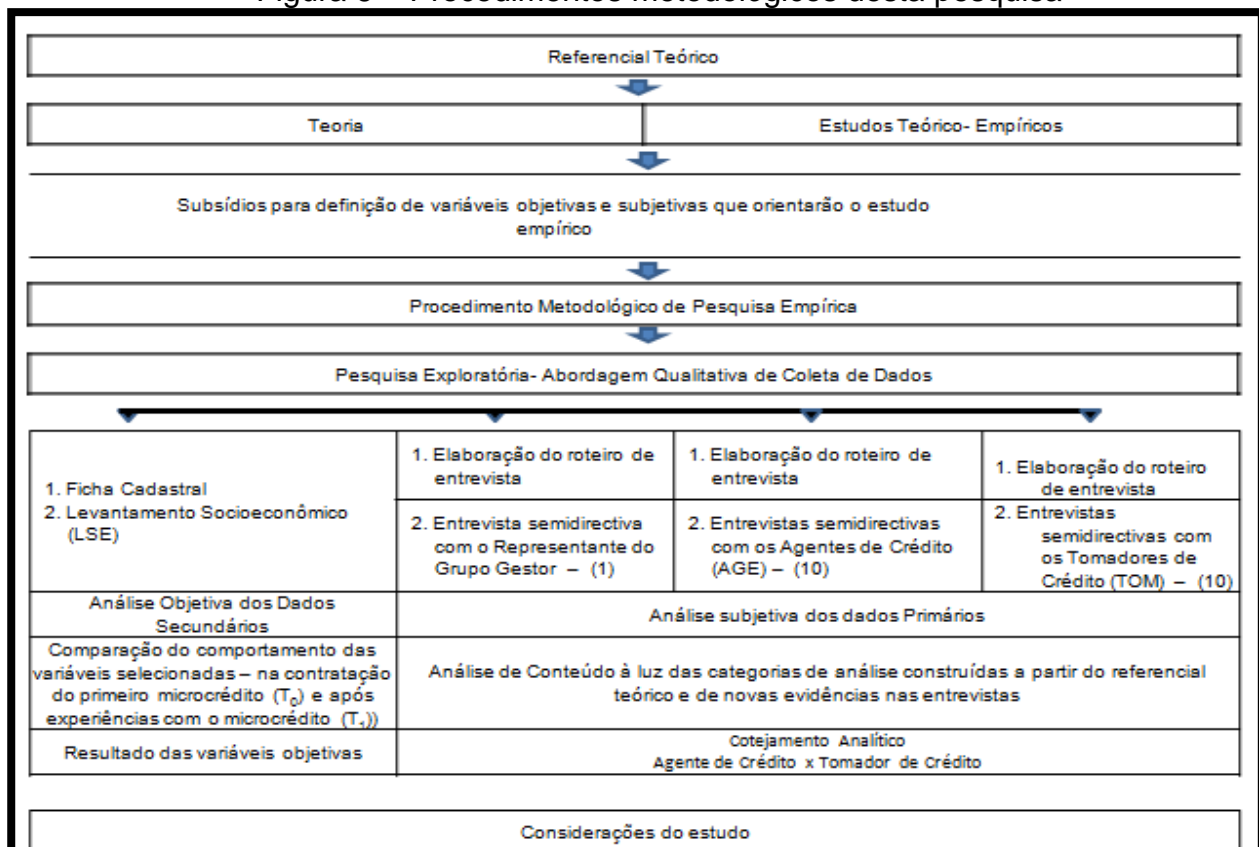 Figura 6 – Procedimentos metodológicos desta pesquisa
Referencial Teórico
Teoria
Estudos Teórico- Empíricos
Subsídios para definição de variáveis objetivas e subjetivas que orientarão o estudo
empírico
Procedimento Metodológico de Pesquisa Empírica
Pesquisa Exploratória- Abordagem Qualitativa de Coleta de Dados
1. Ficha Cadastral
2. Levantamento Socioeconômico
(LSE)
1. Elaboração do roteiro de
entrevista
2. Entrevista semidirectiva
com o Representante do
Grupo Gestor – (1)
1. Elaboração do roteiro de
entrevista
2. Entrevistas semidirectivas
com os Agentes de Crédito
(AGE) – (10)
1. Elaboração do roteiro
de entrevista
2. Entrevistas
semidirectivas com
os Tomadores de
Crédito (TOM) – (10)
Análise Objetiva dos Dados
Secundários
Análise subjetiva dos dados Primários
Comparação do comportamento das
variáveis selecionadas – na contratação
do primeiro microcrédito (T₀) e após
experiências com o microcrédito (T₁))
Análise de Conteúdo à luz das categorias de análise construídas a partir do referencial
teórico e de novas evidências nas entrevistas
Resultado das variáveis objetivas
Cotejamento Analítico
Agente de Crédito x Tomador de Crédito
Considerações do estudo